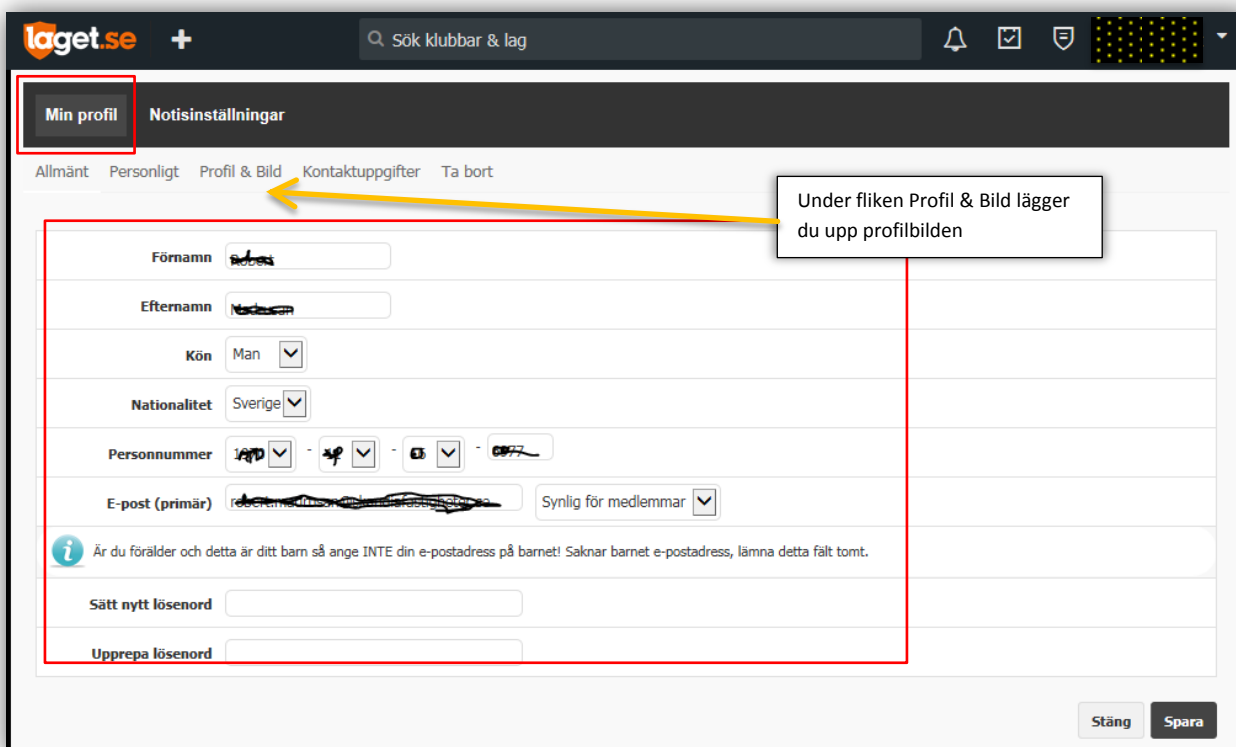 laget.se +
Sök klubbar & lag
Min profil Notisinställningar
Allmänt Personligt Profil & Bild Kontaktuppgifter Ta bort
Under fliken Profil & Bild lägger
du upp profilbilden
Förnamn
Efternamn
Kön Man
Nationalitet Sverige
Personnummer - - -
E-post (primär) Synlig för medlemmar
i Är du förälder och detta är ditt barn så ange INTE din e-postadress på barnet! Saknar barnet e-postadress, lämna detta fält tomt.
Sätt nytt lösenord
Upprepa lösenord
Stäng Spara